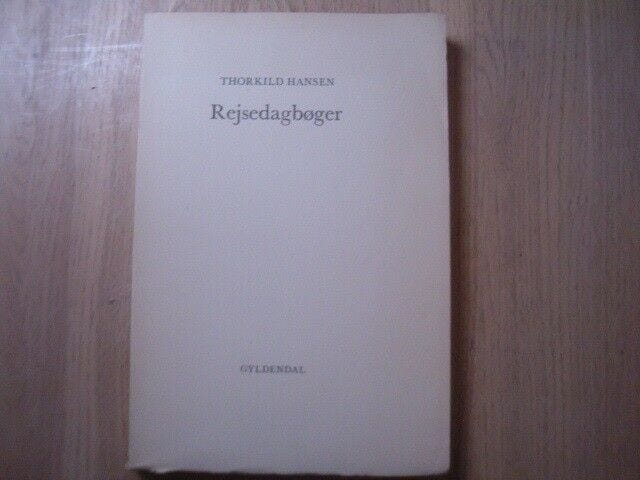 THORKILD HANSEN
Rejsedagbøger
GYLDENDAL